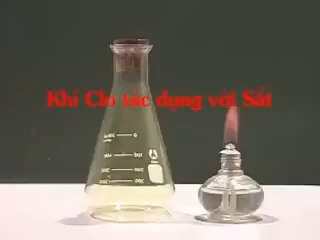 Khí Clo tác dụng với Sắt